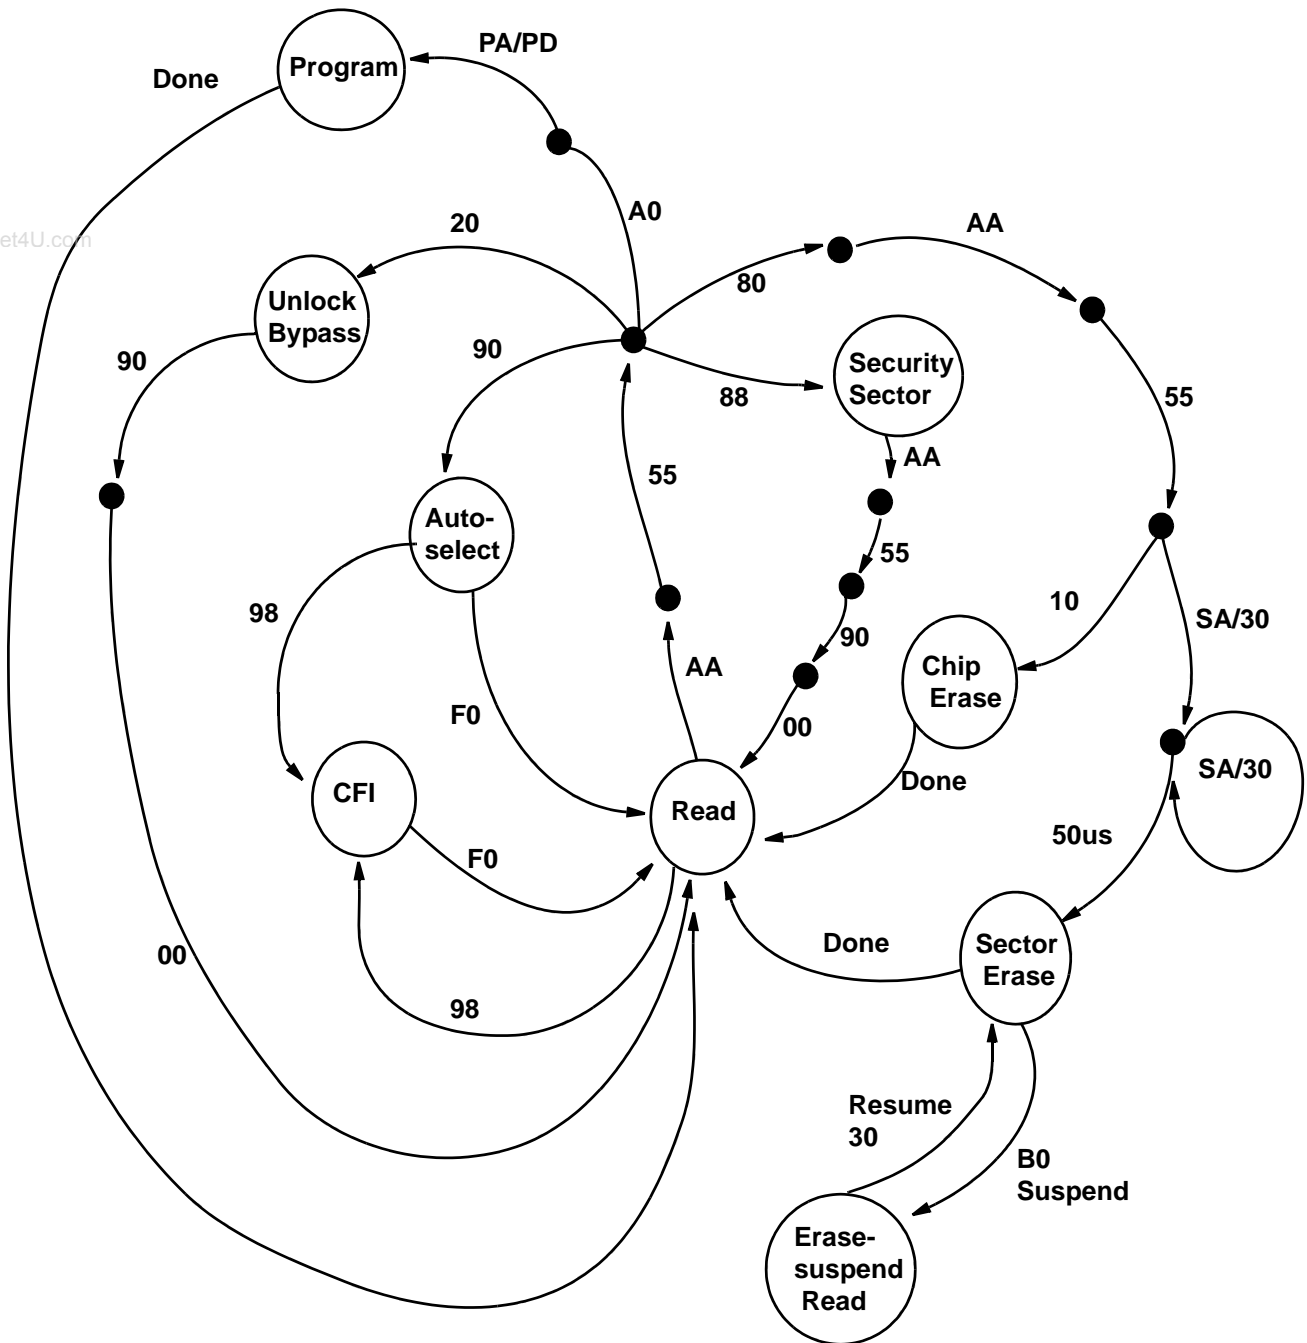 PA/PD
Program
Done
A0
20
AA
et4U.com
80
Unlock
Bypass
90
90
Security
Sector
88
55
AA
55
Auto-
select
55
98
10
SA/30
90
AA
Chip
Erase
F0
00
SA/30
CFI
Done
Read
50us
F0
Done
Sector
Erase
00
98
Resume
30
B0
Suspend
Erase-
suspend
Read